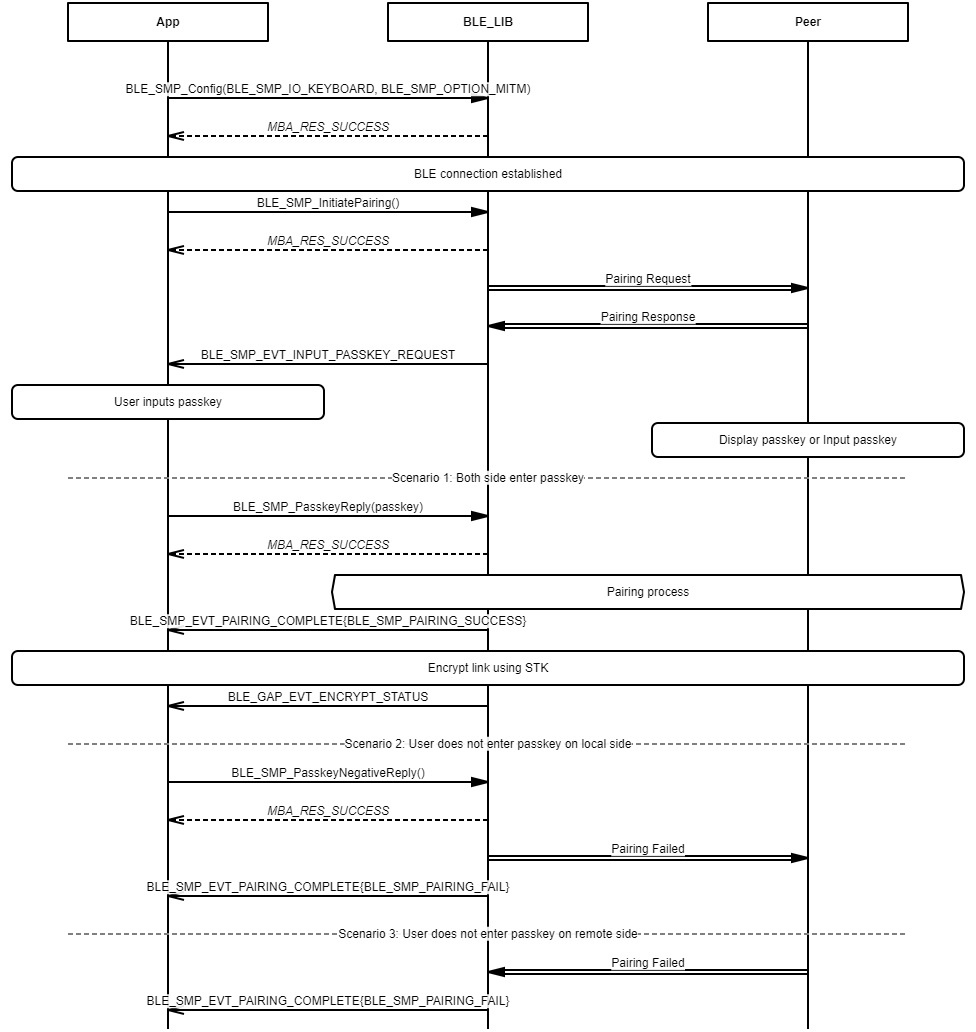 App
BLE_LIB
Peer
BLE_SMP_Config(BLE_SMP_IO_KEYBOARD, BLE_SMP_OPTION_MITM)
MBA_RES_SUCCESS
BLE connection established
BLE_SMP_InitiatePairing()
MBA_RES_SUCCESS
Pairing Request
Pairing Response
BLE_SMP_EVT_INPUT_PASSKEY_REQUEST
User inputs passkey
Display passkey or Input passkey
Scenario 1: Both side enter passkey
BLE_SMP_PasskeyReply(passkey)
MBA_RES_SUCCESS
Pairing process
BLE_SMP_EVT_PAIRING_COMPLETE{BLE_SMP_PAIRING_SUCCESS}
Encrypt link using STK
BLE_GAP_EVT_ENCRYPT_STATUS
Scenario 2: User does not enter passkey on local side
BLE_SMP_PasskeyNegativeReply()
MBA_RES_SUCCESS
Pairing Failed
BLE_SMP_EVT_PAIRING_COMPLETE{BLE_SMP_PAIRING_FAIL}
Scenario 3: User does not enter passkey on remote side
Pairing Failed
BLE_SMP_EVT_PAIRING_COMPLETE{BLE_SMP_PAIRING_FAIL}